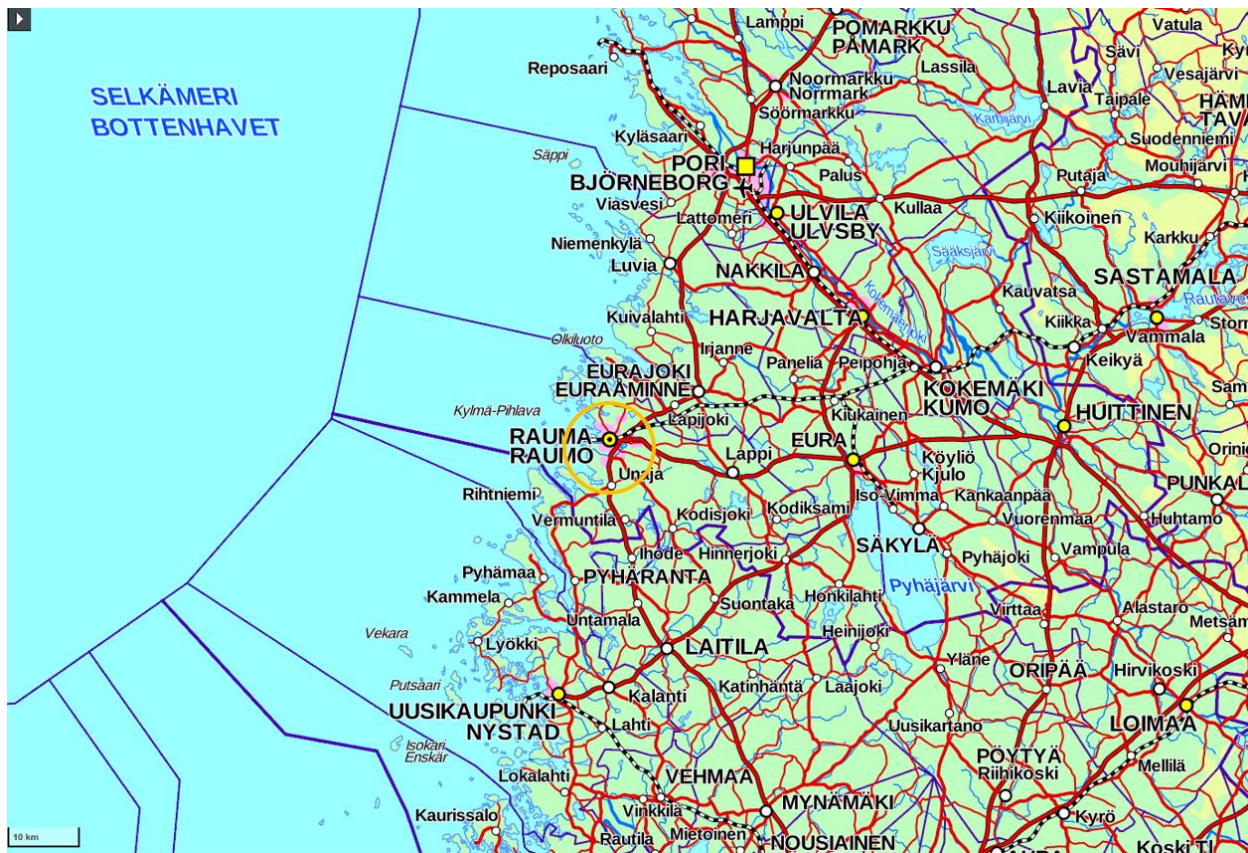 Lamppi
POMARKKU
PÅMARK
Vatula
Sävi
Reposaari
Noormarkku
Norrmark
Lassila
Vesajärvi
Lavia
Taipale
SELKÄMERI
BOTTENHAVET
Söörmarkku
Karhijärvi
Kyläsaari
Suodenniemi
Säppi
Harjunpää
PORI
BJÖRNEBORG
Palus
Mouhijärvi
Putaja
Viasvesi
Lattomeri
ULVILA
ULVSBY
Kullaa
Kiikoinen
Niemenkylä
Karkku
Luvia
NAKKILA
Sääksjärvi
SASTAMALA
Kokemäenjoki
Kauvatsa
Kuivalahti
HARJAVALTA
Kiikka
Vammala
Olkiluoto
Irjanne
Panelia
Peipohja
Keikyä
EURAJOKI
EURAÅMINNE
KOKEMÄKI
KUMO
Kylmä-Pihlava
Lapijoki
Kiukainen
HUITTINEN
RAUMA
RAUMO
EURA
Lappi
Köyliö
Kjulo
Unaja
Rihtniemi
Iso-Vimma
Kankaanpää
Vermuntila
Kodisjoki
Kodiksami
Vuorenmaa
Huhtamo
SÄKYLÄ
Ihode
Hinnerjoki
Pyhäjoki
Vampula
Pyhämaa
PYHÄRANTA
Pyhäjärvi
Honkilahti
Kammela
Suontaka
Virttaa
Alastaro
Untamala
Vekara
Lyökki
Heinijoki
LAITILA
Yläne
ORIPÄÄ
Hirvikoski
Putsaari
Kalanti
Katinhäntä
Laajoki
UUSIKAUPUNKI
NYSTAD
Lahti
Uusikartano
LOIMAA
Isokari
Enskär
PÖYTYÄ
Riihikoski
Mellilä
Lokalahti
VEHMAA
Vinkkilä
MYNÄMÄKI
Kaurissalo
Kyrö
Rautila
Mietoinen
NOUSIAINEN
Koski Tl
10 km